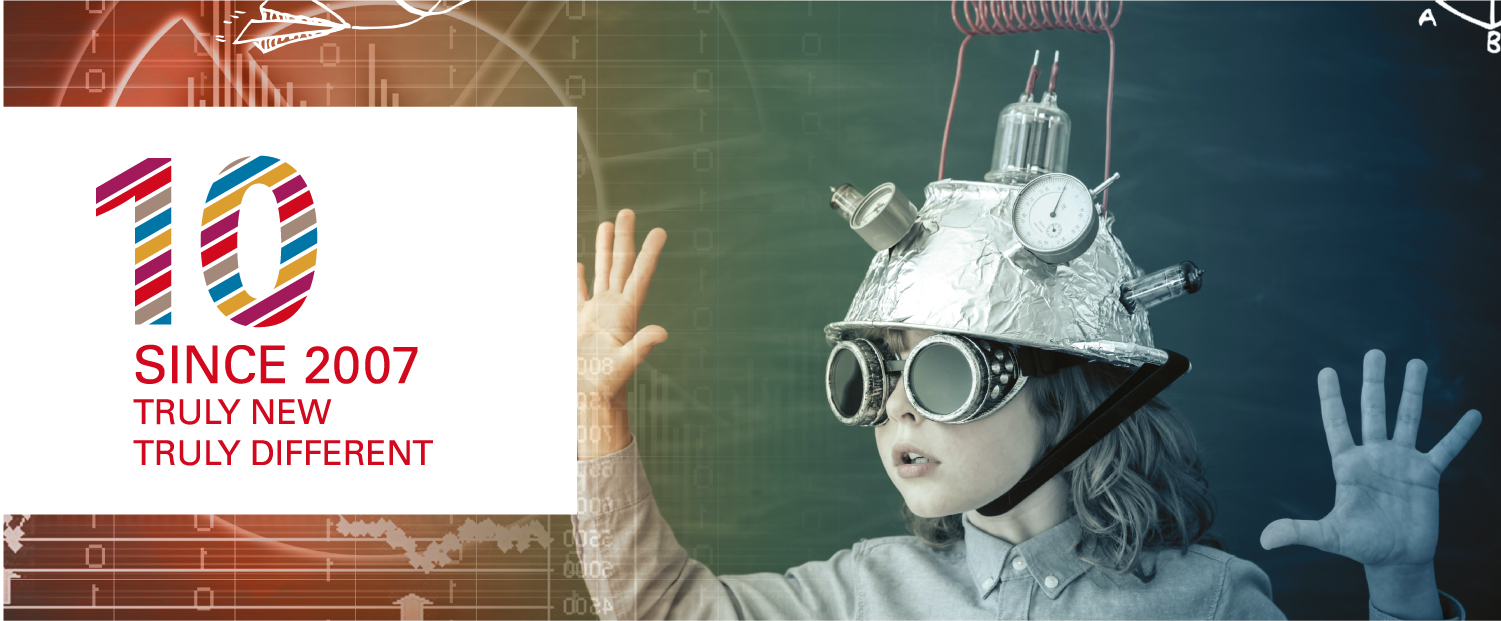 10
SINCE 2007
TRULY NEW
TRULY DIFFERENT
A
B